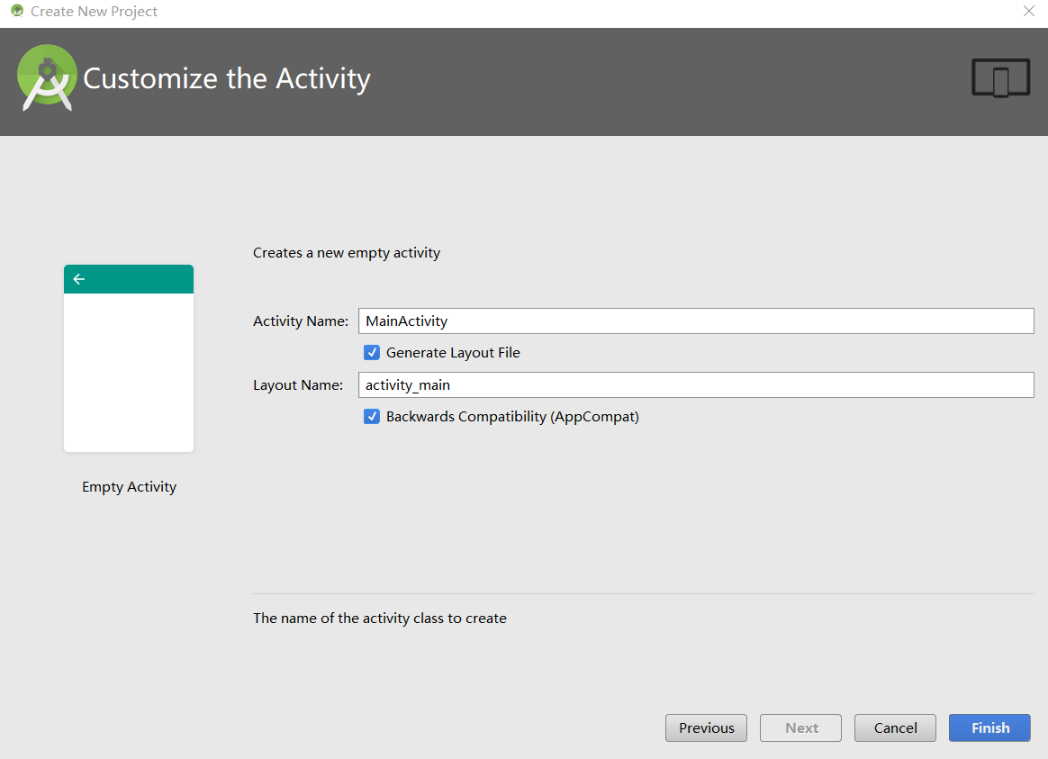 Create New Project
Customize the Activity
Creates a new empty activity
Activity Name: MainActivity
Generate Layout File
Layout Name: activity_main
Backwards Compatibility (AppCompat)
Empty Activity
The name of the activity class to create
Previous Next Cancel Finish